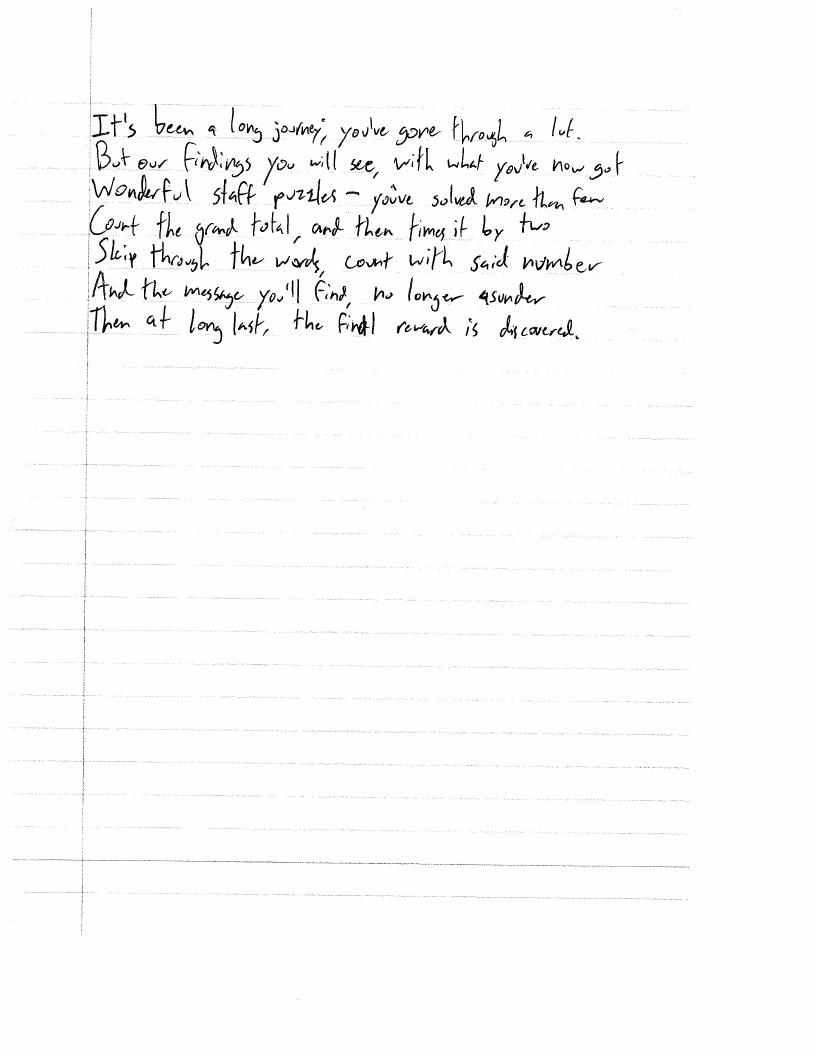 It's been a long journey, you've gone through a lot.
But our findings you will see, with what you've now got
Wonderful staff puzzles - you've solved more than few
Count the grand total, and then times it by two
Skip through the words, count with said number
And the message you'll find, no longer asunder
Then at long last, the final reward is discovered.